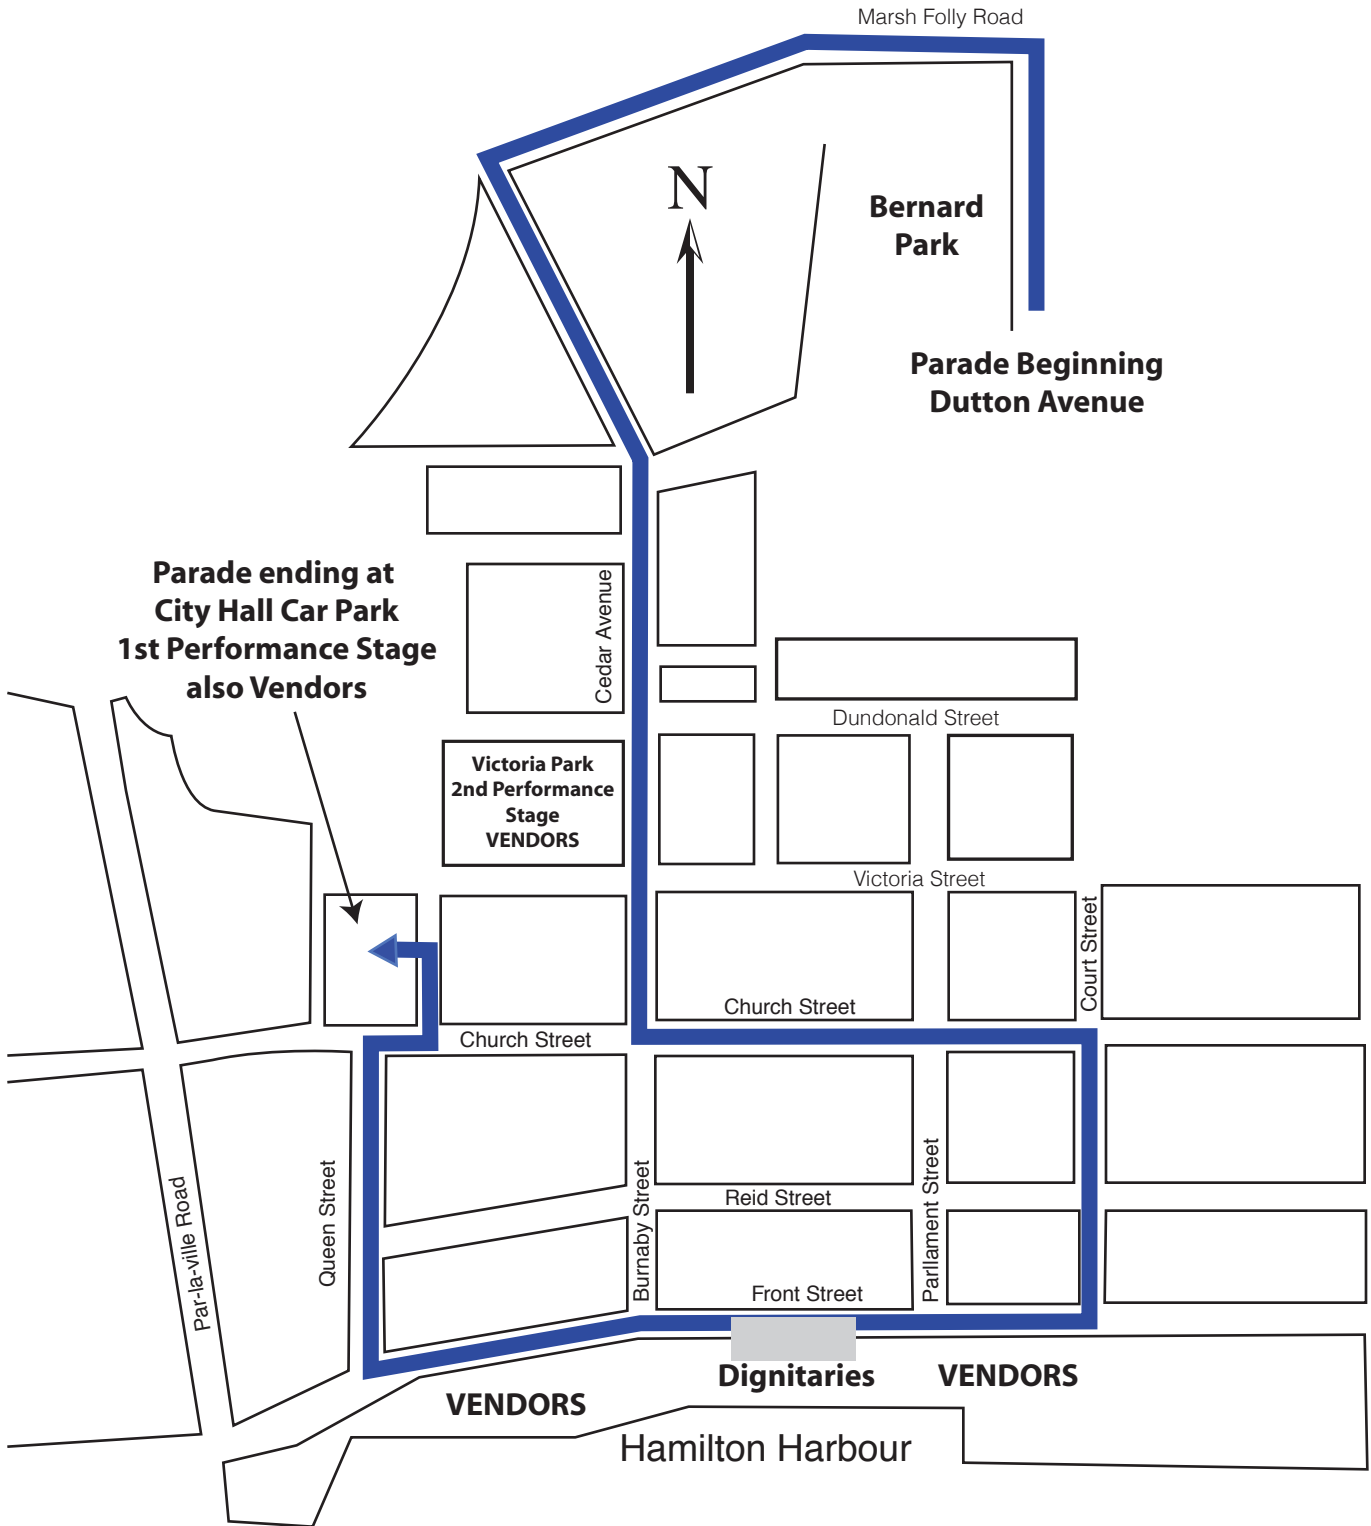 Marsh Folly Road
N
Bernard
Park
Parade Beginning
Dutton Avenue
Parade ending at
City Hall Car Park
1st Performance Stage
also Vendors
Cedar Avenue
Dundonald Street
Victoria Park
2nd Performance
Stage
VENDORS
Victoria Street
Court Street
Church Street
Church Street
Par-la-ville Road
Queen Street
Burnaby Street
Reid Street
Parllament Street
Front Street
Dignitaries
VENDORS
VENDORS
Hamilton Harbour